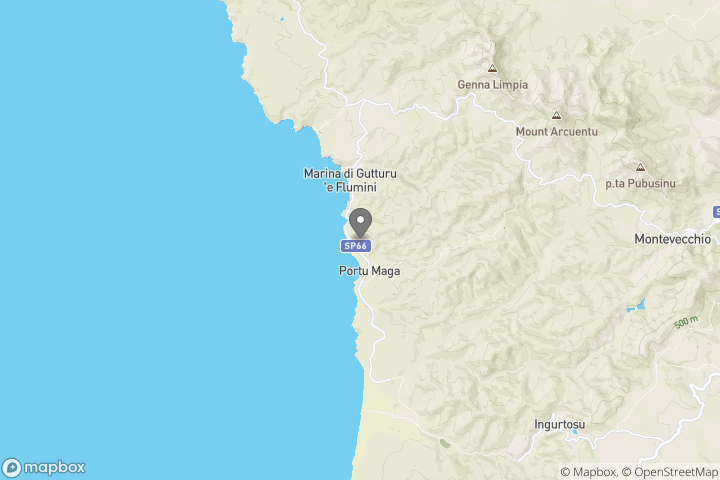 Genna Limpia
Mount Arcuentu
Marina di Gutturu
'e Flumini
p.ta Pubusinu
S
Montevecchio
SP66
Portu Maga
500 m
Ingurtosu
mapbox
© Mapbox, © OpenStreetMap